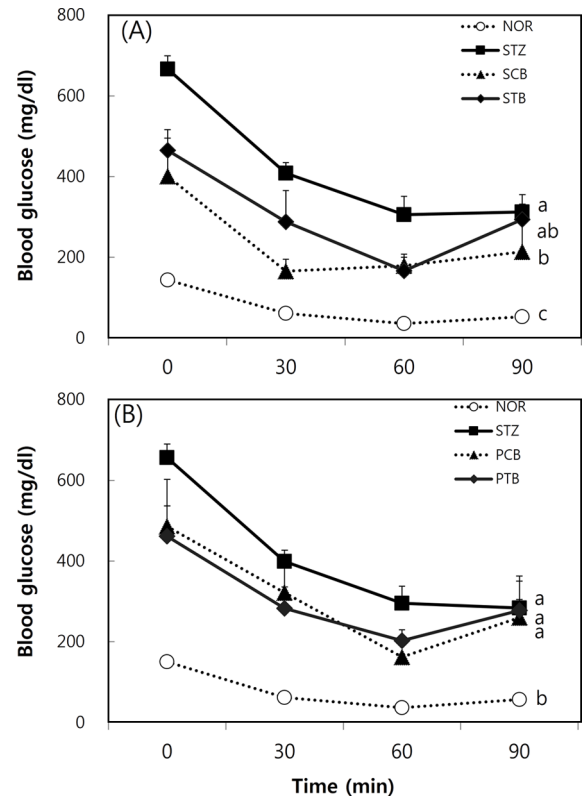 (A)
NOR
STZ
SCB
STB
Blood glucose (mg/dl)
800
600
400
200
0
a
ab
b
c
0 30 60 90
(B)
NOR
STZ
PCB
PTB
Blood glucose (mg/dl)
800
600
400
200
0
a
a
a
b
0 30 60 90
Time (min)